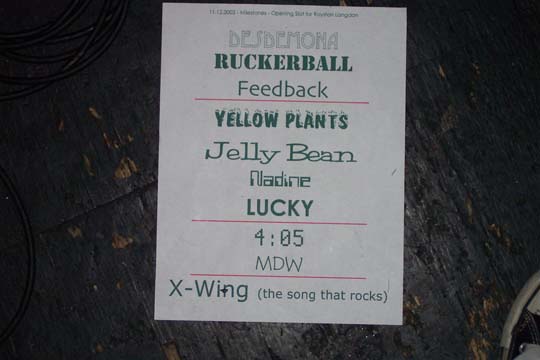 11.12.2003 - Milestones - Opening Slot for Royston Langdon
DESDEMONA
RUCKERBALL
Feedback
YELLOW PLANTS
Jelly Bean
Nadine
LUCKY
4:05
MDW
X-Wing (the song that rocks)